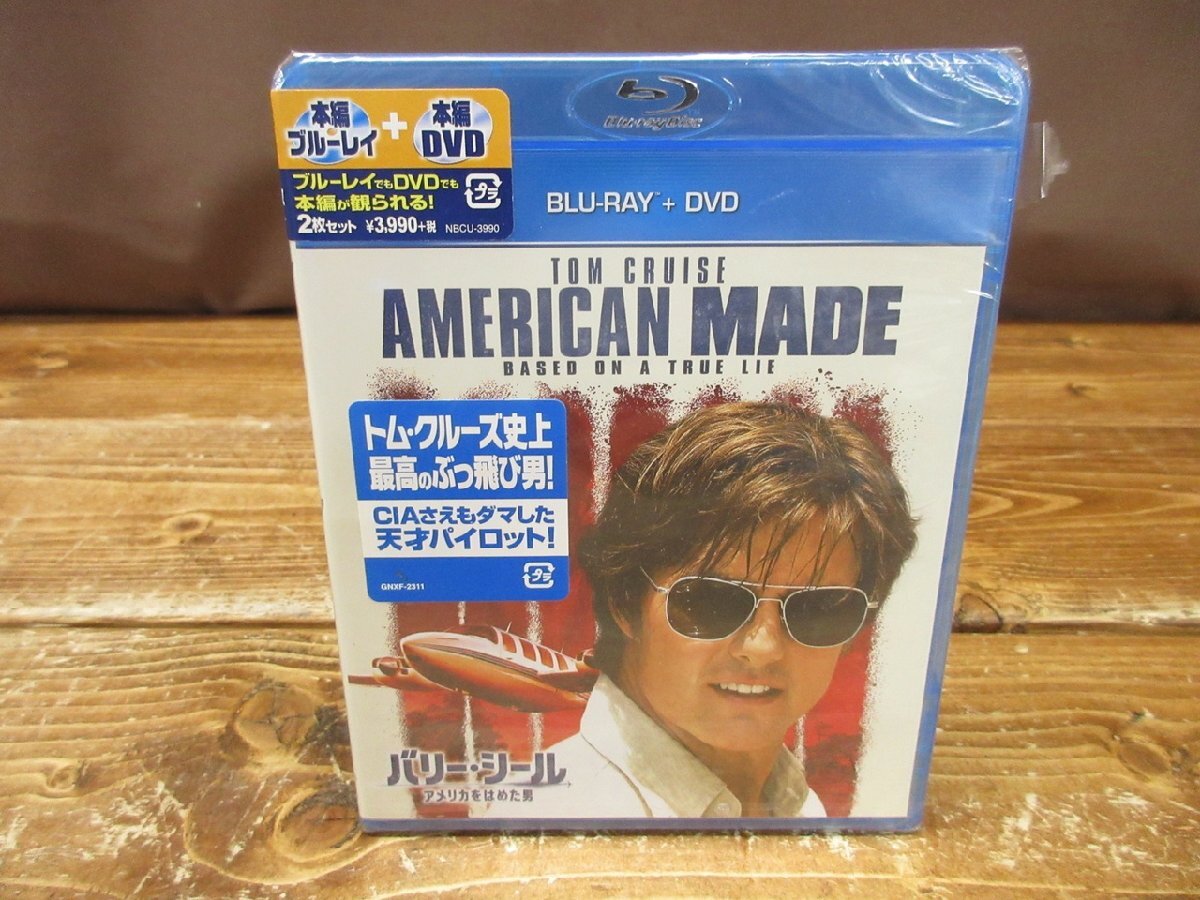 Blu-ray Disc
本編
ブルーレイ
+
本編
DVD
ブルーレイでもDVDでも
本編が観られる!
プラ
2枚セット ¥3,990+税 NBCU-3990
BLU-RAY™ + DVD
TOM CRUISE
AMERICAN MADE
BASED ON A TRUE LIE
トム・クルーズ史上
最高のぶっ飛び男!
CIAさえもダマした
天才パイロット!
プラ
GNXF-2311
バリー・シール
アメリカをはめた男